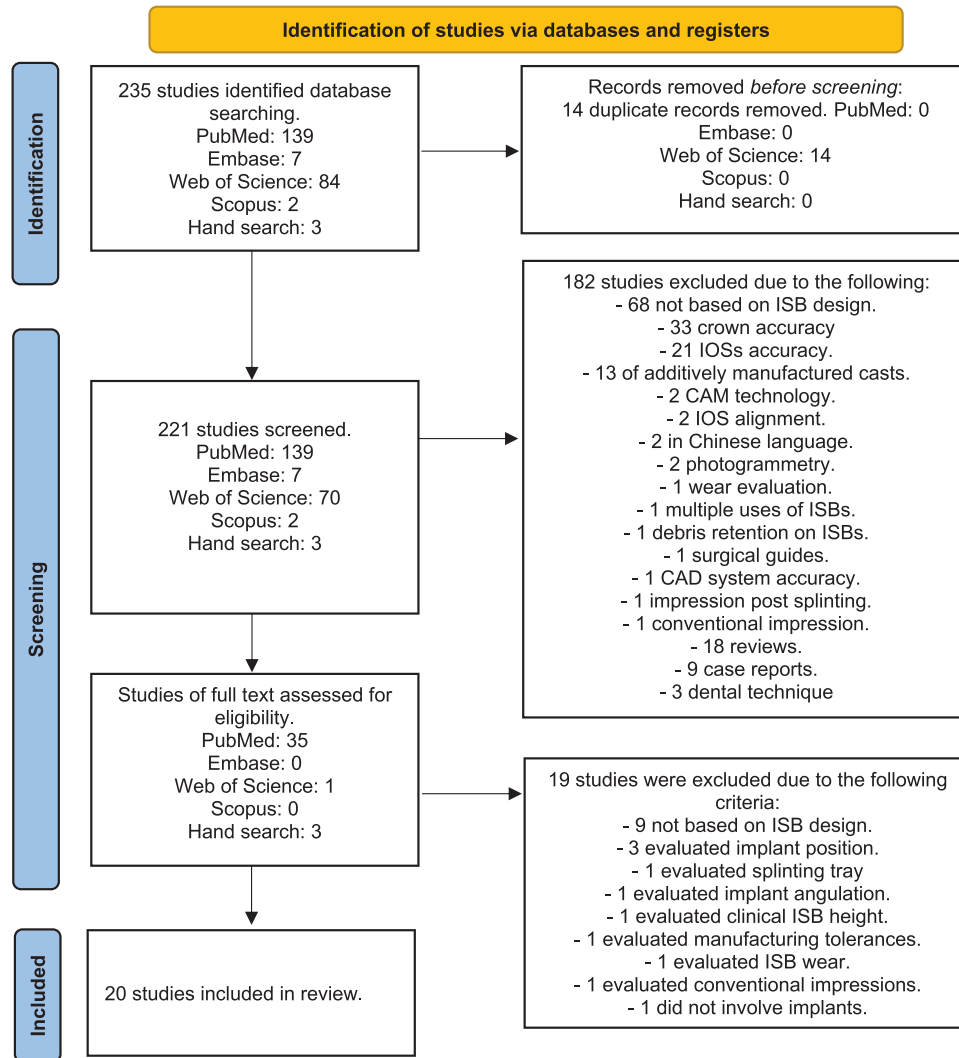 Identification of studies via databases and registers
Identification
235 studies identified database
searching.
PubMed: 139
Embase: 7
Web of Science: 84
Scopus: 2
Hand search: 3
Records removed before screening:
14 duplicate records removed. PubMed: 0
Embase: 0
Web of Science: 14
Scopus: 0
Hand search: 0
Screening
221 studies screened.
PubMed: 139
Embase: 7
Web of Science: 70
Scopus: 2
Hand search: 3
182 studies excluded due to the following:
- 68 not based on ISB design.
- 33 crown accuracy
- 21 IOSs accuracy.
- 13 of additively manufactured casts.
- 2 CAM technology.
- 2 IOS alignment.
- 2 in Chinese language.
- 2 photogrammetry.
- 1 wear evaluation.
- 1 multiple uses of ISBs.
- 1 debris retention on ISBs.
- 1 surgical guides.
- 1 CAD system accuracy.
- 1 impression post splinting.
- 1 conventional impression.
- 18 reviews.
- 9 case reports.
- 3 dental technique
Studies of full text assessed for
eligibility.
PubMed: 35
Embase: 0
Web of Science: 1
Scopus: 0
Hand search: 3
19 studies were excluded due to the following
criteria:
- 9 not based on ISB design.
- 3 evaluated implant position.
- 1 evaluated splinting tray
- 1 evaluated implant angulation.
- 1 evaluated clinical ISB height.
- 1 evaluated manufacturing tolerances.
- 1 evaluated ISB wear.
- 1 evaluated conventional impressions.
- 1 did not involve implants.
Included
20 studies included in review.